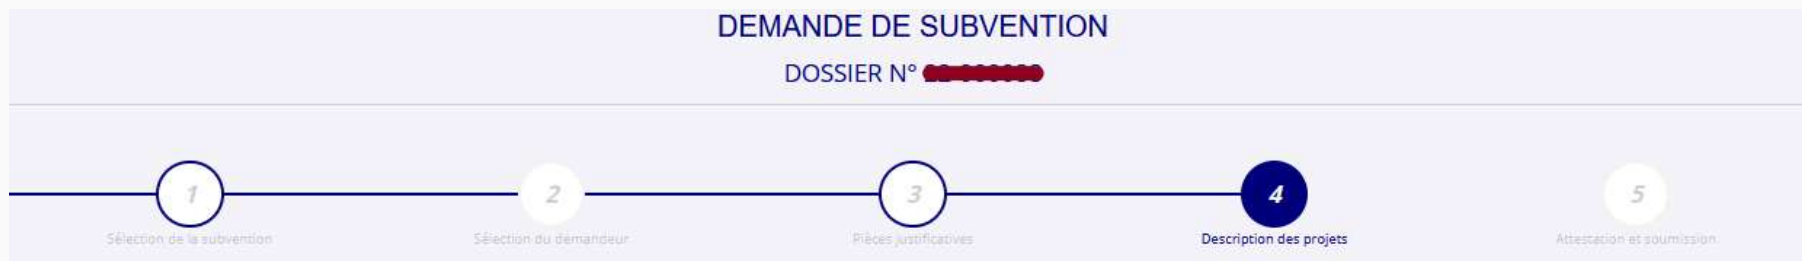 DEMANDE DE SUBVENTION
DOSSIER N°
1
2
3
4
5
Sélection de la subvention
Sélection du demandeur
Pièces justificatives
Description des projets
Attestation et soumission